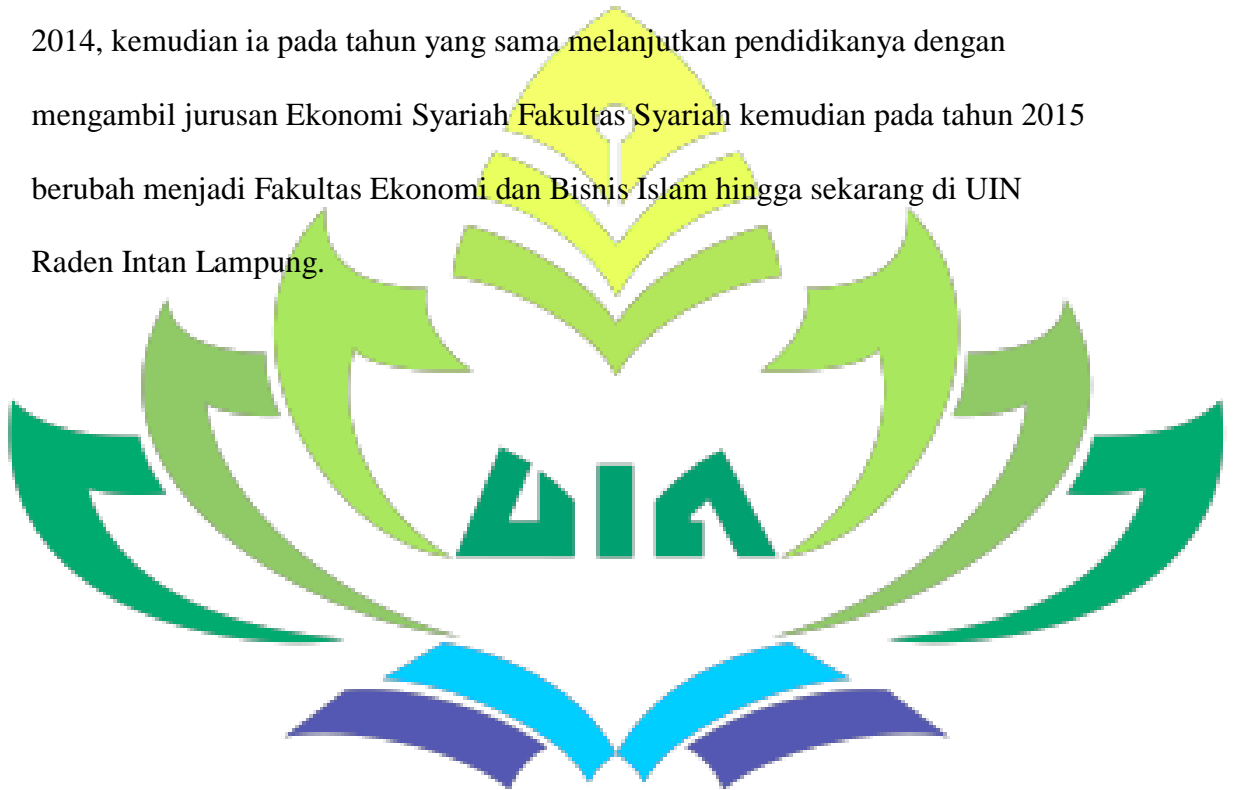 2014, kemudian ia pada tahun yang sama melanjutkan pendidikanya dengan
mengambil jurusan Ekonomi Syariah Fakultas Syariah kemudian pada tahun 2015
berubah menjadi Fakultas Ekonomi dan Bisnis Islam hingga sekarang di UIN
Raden Intan Lampung.
UIN